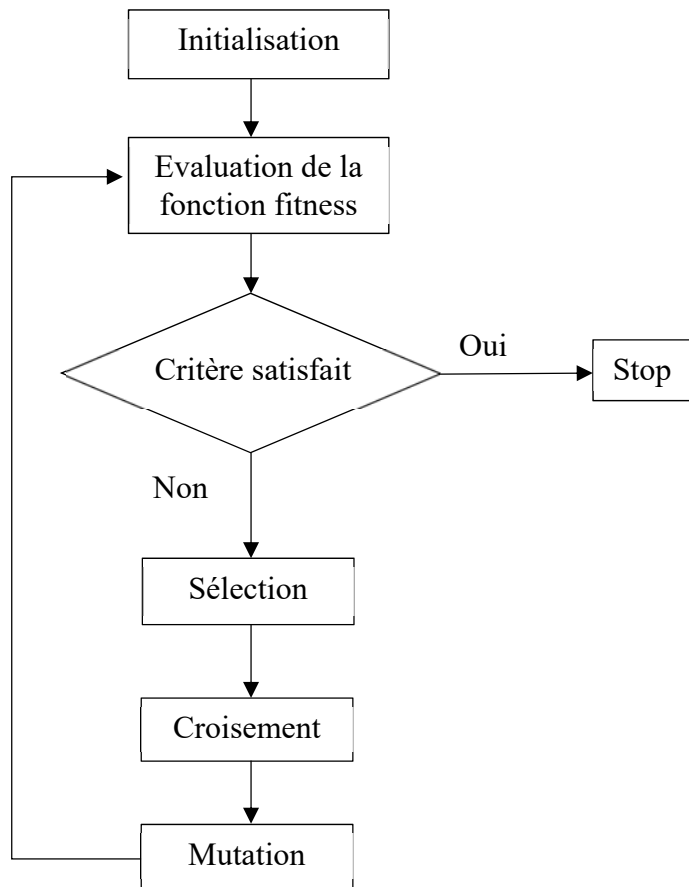 Initialisation
Evaluation de la
fonction fitness
Critère satisfait
Oui
Stop
Non
Sélection
Croisement
Mutation